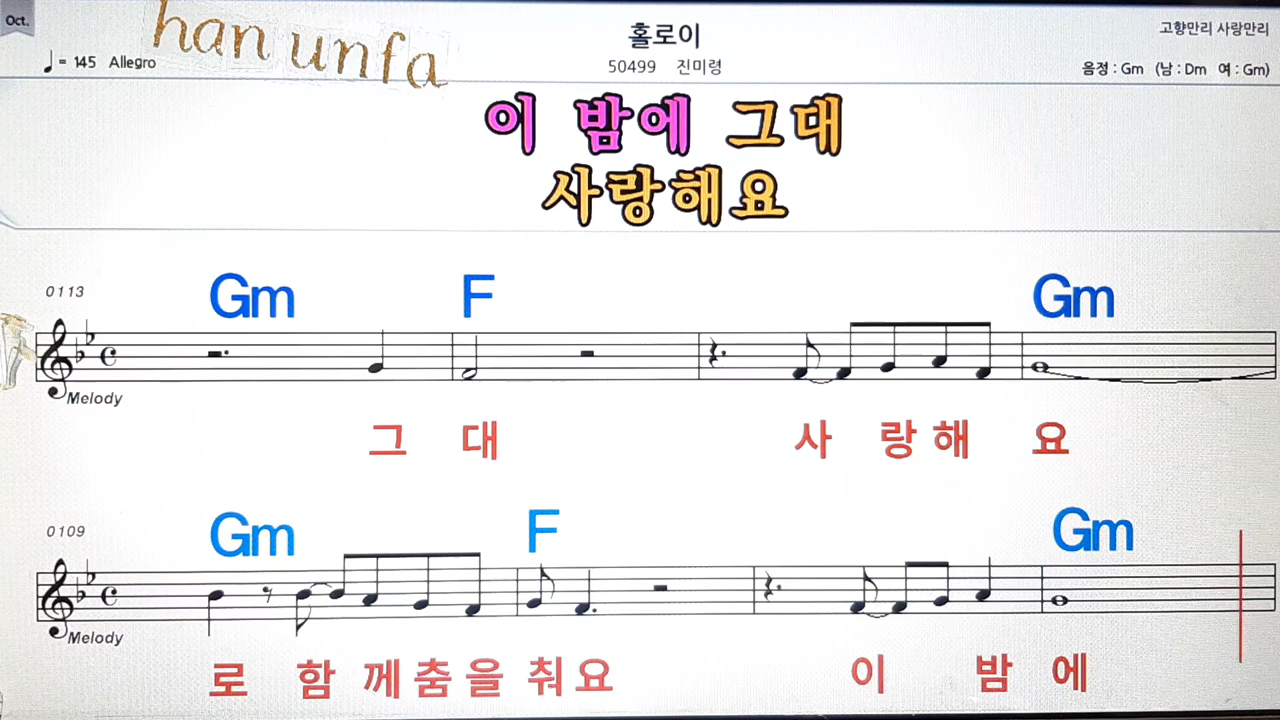 Oct.
han unfa
홀로이
고향만리 사랑만리
♩= 145 Allegro
50499 진미령
음정 : Gm (남 : Dm 여 : Gm)
이 밤에 그대
사랑해요
0113
Gm F Gm
Melody
그 대 사 랑 해 요
0109
Gm F Gm
Melody
로 함 께 춤 을 춰 요 이 밤 에